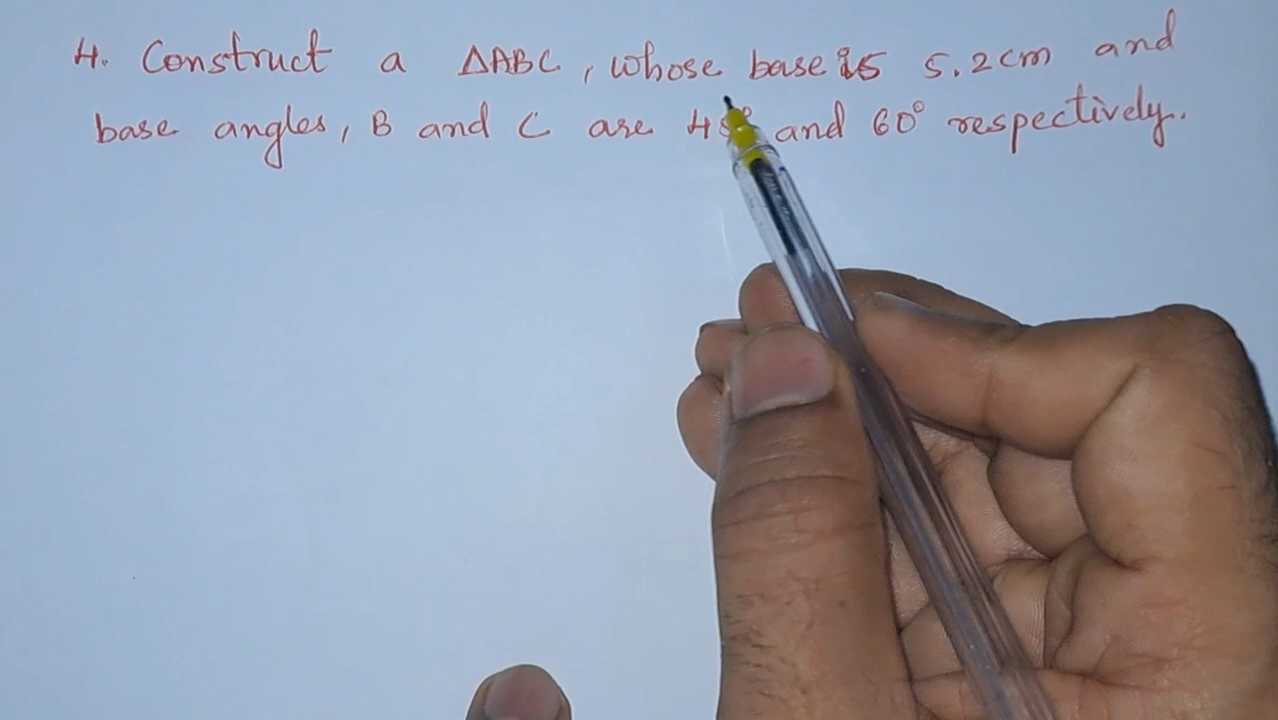 4. Construct a ΔABC, whose base is 5.2cm and
base angles, B and C are and 60° respectively.